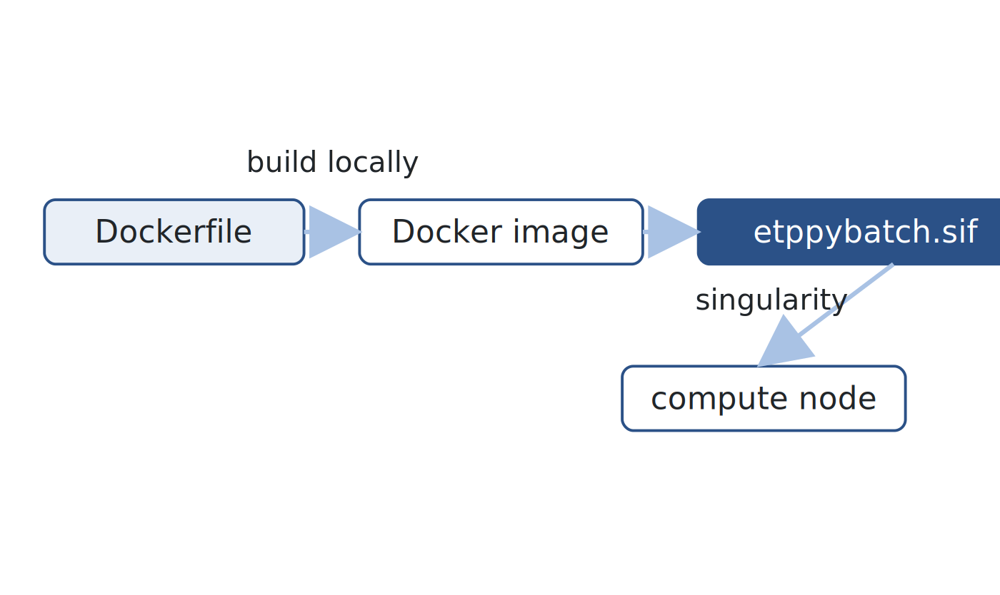 build locally
Dockerfile
Docker image
etppybatch.sif
singularity
compute node